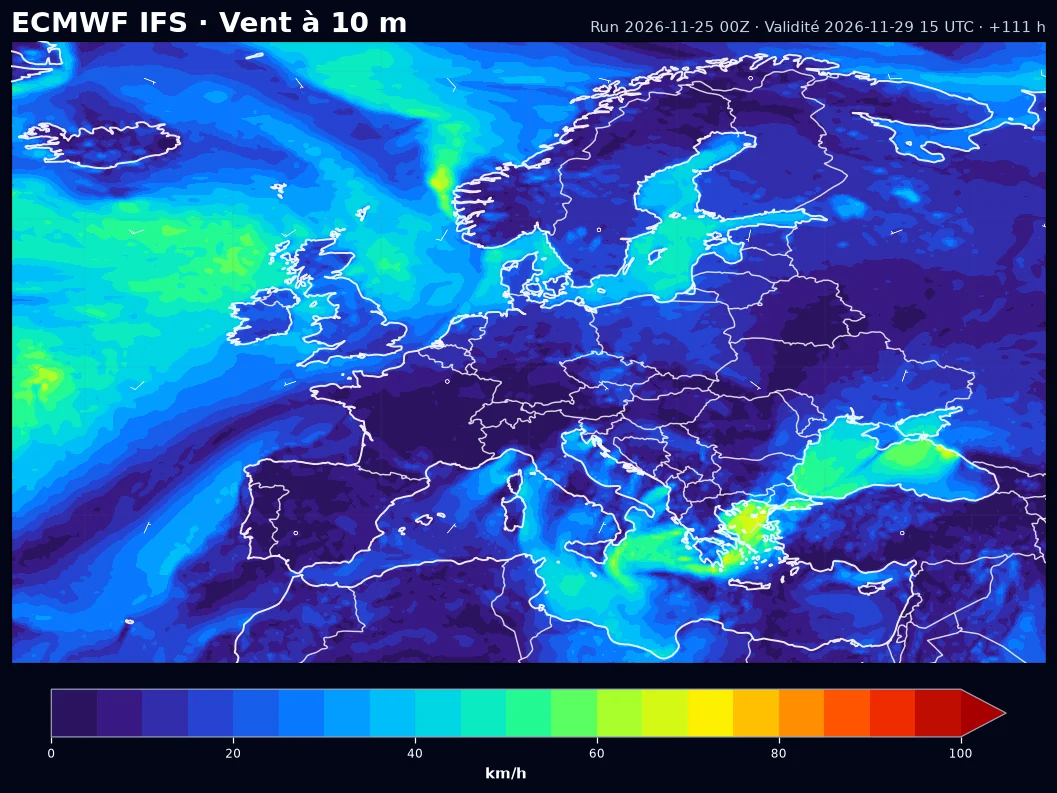 ECMWF IFS · Vent à 10 m
Run 2026-11-25 00Z · Validité 2026-11-29 15 UTC · +111 h
0 20 40 60 80 100
km/h